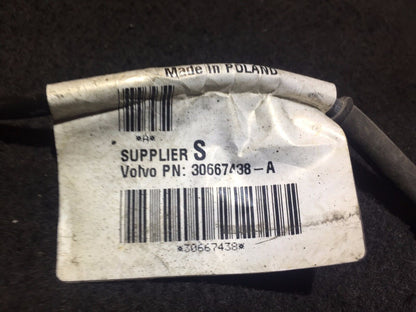 Made in POLAND
*A*
SUPPLIER S
Volvo PN: 30667438-A
*30667438*